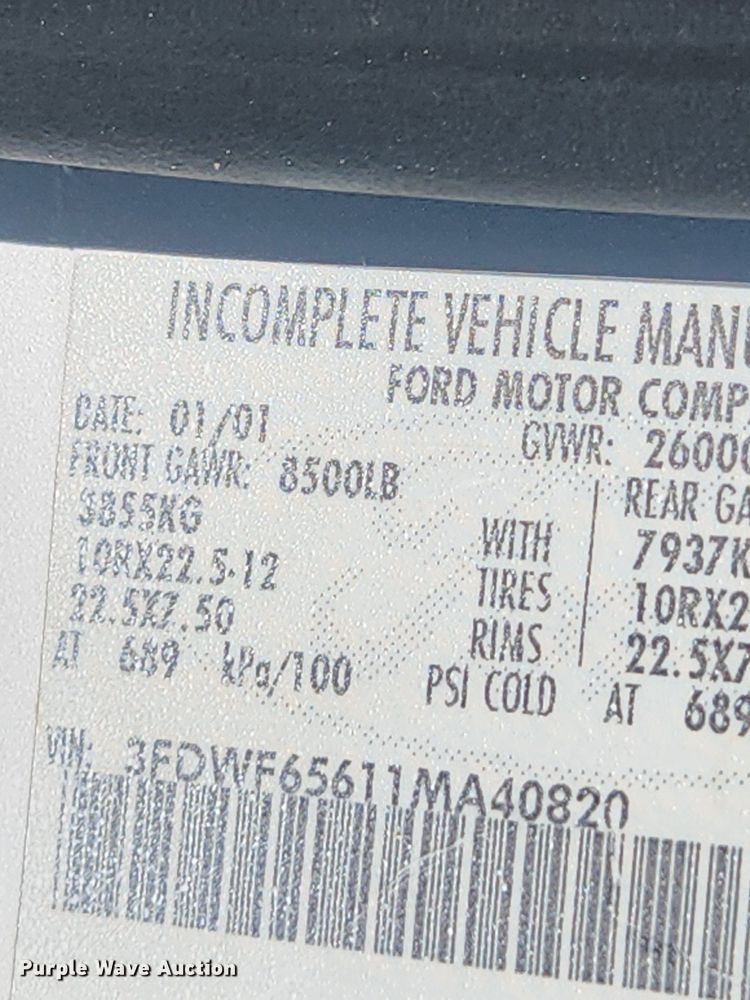 INCOMPLETE VEHICLE MANU
FORD MOTOR COMP
DATE: 01/01
GVWR: 26000
FRONT GAWR: 8500LB
REAR GA
3855KG
WITH
7937K
10RX22.5-12
TIRES
10RX2
22.5X7.50
RIMS
22.5X7
AT 689 kPa/100
PSI COLD
AT 689
VIN: 3FDWF65611MA40820
Purple Wave Auction